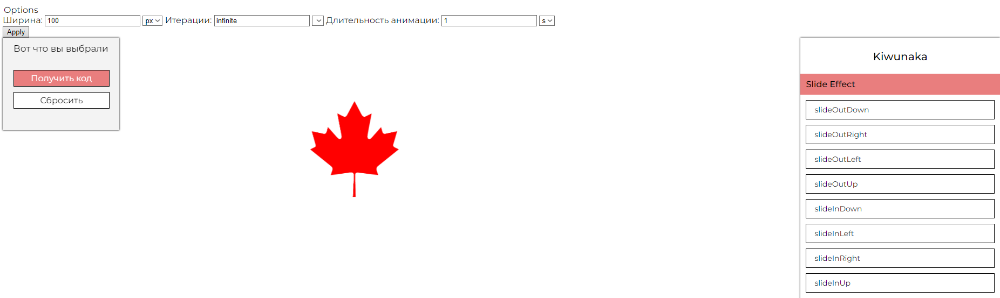 Options
Ширина: 100 px Итерации: infinite Длительность анимации: 1 s
Apply
Вот что вы выбрали
Получить код
Сбросить
Kiwunaka
Slide Effect
slideOutDown
slideOutRight
slideOutLeft
slideOutUp
slideInDown
slideInLeft
slideInRight
slideInUp